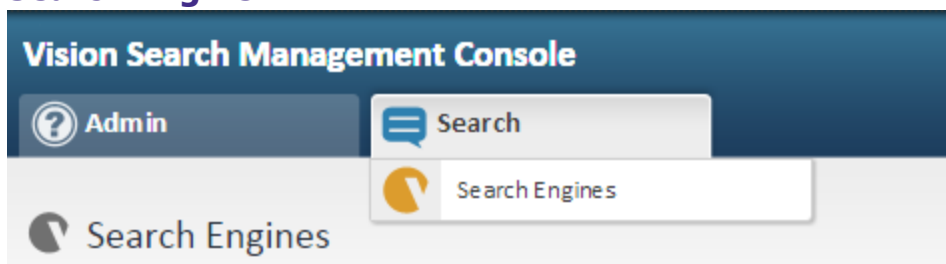 Vision Search Management Console
Admin
Search
Search Engines
Search Engines